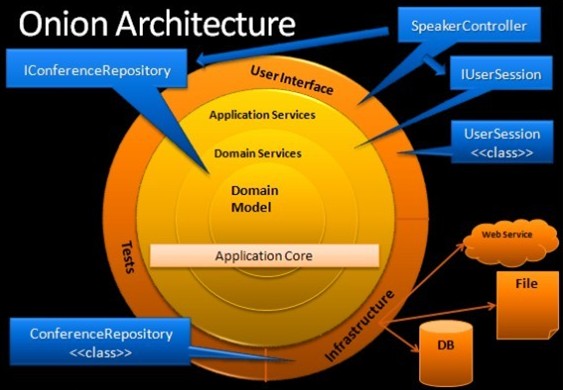 Onion Architecture
SpeakerController
IConferenceRepository
IUserSession
User Interface
Application Services
UserSession
<<class>>
Domain Services
Domain
Model
Web Service
Application Core
Tests
File
Infrastructure
ConferenceRepository
<<class>>
DB